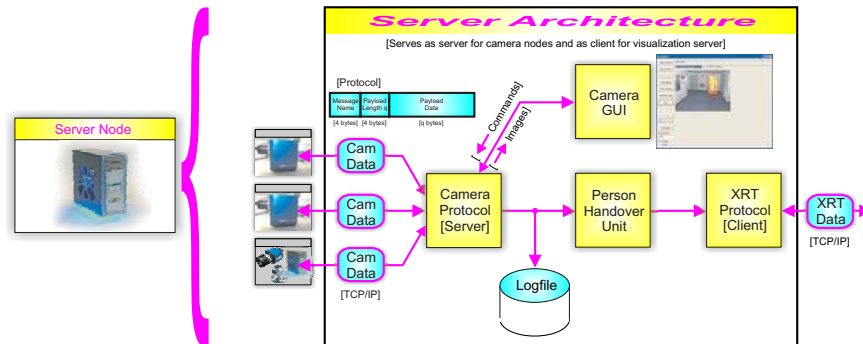 Server Architecture
[Serves as server for camera nodes and as client for visualization server]
[Protocol]
Message Name
Payload Length q
Payload Data
[4 bytes] [4 bytes] [q bytes]
[ Commands]
[ Images]
Camera
GUI
Server Node
Cam
Data
Cam
Data
Cam
Data
[TCP/IP]
Camera
Protocol
[Server]
Person
Handover
Unit
XRT
Protocol
[Client]
XRT
Data
[TCP/IP]
Logfile